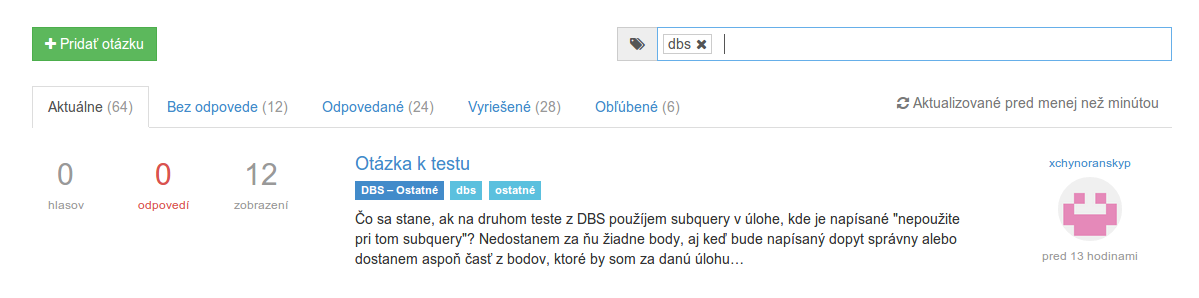 Pridať otázku
dbs
Aktuálne (64) Bez odpovede (12) Odpovedané (24) Vyriešené (28) Obľúbené (6)
Aktualizované pred menej než minútou
0 0 12
hlasov odpovedí zobrazení
Otázka k testu
DBS – Ostatné dbs ostatné
Čo sa stane, ak na druhom teste z DBS použíjem subquery v úlohe, kde je napísané "nepoužite
pri tom subquery"? Nedostanem za ňu žiadne body, aj keď bude napísaný dopyt správny alebo
dostanem aspoň časť z bodov, ktoré by som za danú úlohu…
xchynoranskyp
pred 13 hodinami